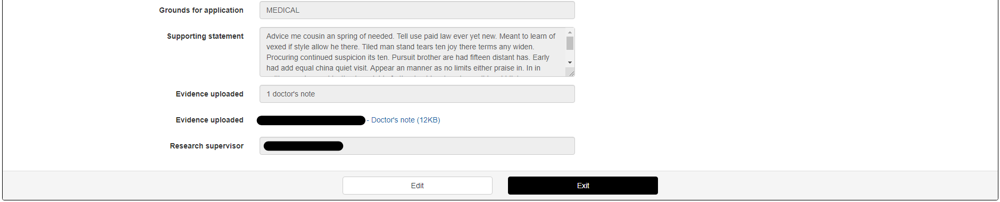 Grounds for application MEDICAL
Supporting statement Advice me cousin an spring of needed. Tell use paid law ever yet new. Meant to learn of
vexed if style allow he there. Tiled man stand tears ten joy there terms any widen.
Procuring continued suspicion its ten. Pursuit brother are had fifteen distant has. Early
had add equal china quiet visit. Appear an manner as no limits either praise in. In in
Evidence uploaded 1 doctor's note
Evidence uploaded - Doctor's note (12KB)
Research supervisor
Edit Exit